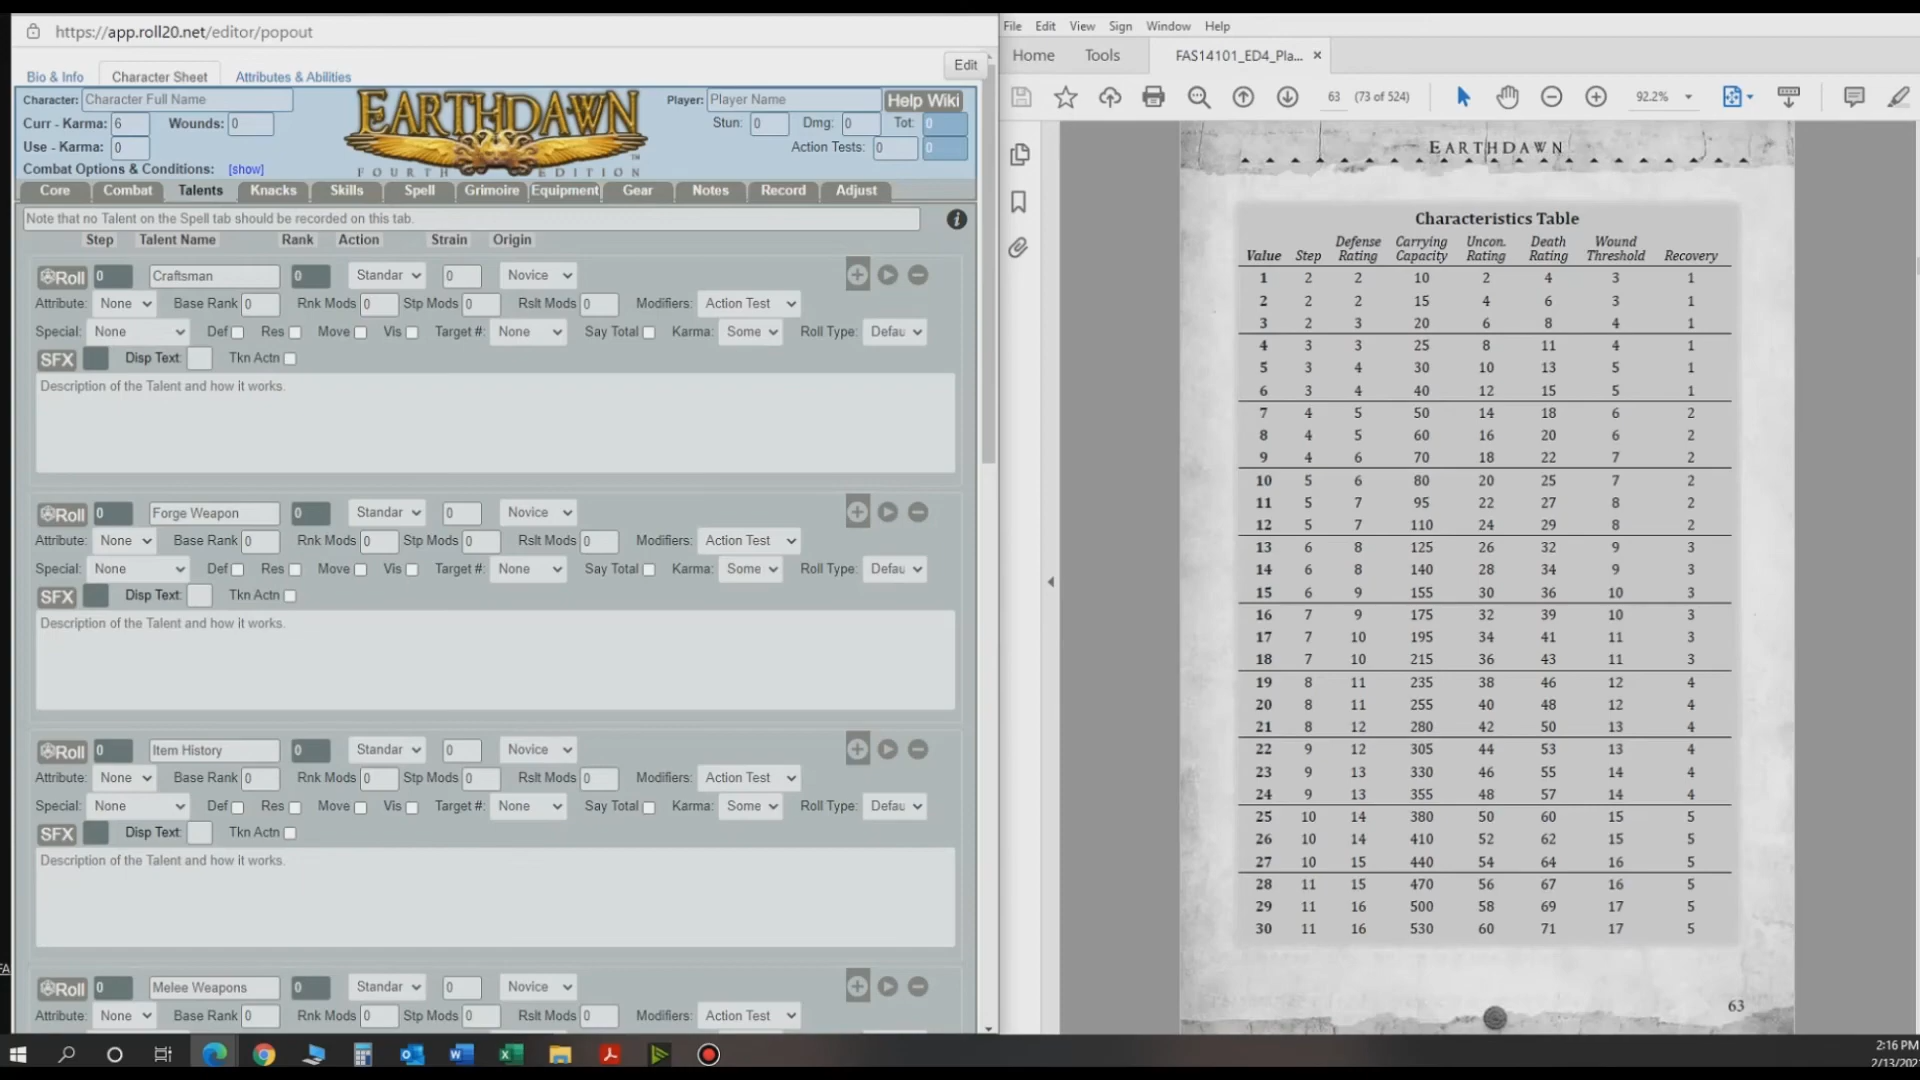 https://app.roll20.net/editor/popout
Edit
Bio & Info
Character Sheet
Attributes & Abilities
Character: Character Full Name
EARTHDAWN
FOURTH EDITION
Player: Player Name
Help Wiki
Curr - Karma: 6 Wounds: 0
Stun: 0 Dmg: 0 Tot: 0
Use - Karma: 0
Action Tests: 0 0
Combat Options & Conditions: [show]
Core Combat Talents Knacks Skills Spell Grimoire Equipment Gear Notes Record Adjust
Note that no Talent on the Spell tab should be recorded on this tab.
Step Talent Name Rank Action Strain Origin
Roll 0 Craftsman 0 Standar 0 Novice
Attribute: None Base Rank 0 Rnk Mods 0 Stp Mods 0 Rslt Mods 0 Modifiers: Action Test
Special: None Def Res Move Vis Target #: None Say Total Karma: Some Roll Type: Defau
SFX Disp Text: Tkn Actn
Description of the Talent and how it works.
Roll 0 Forge Weapon 0 Standar 0 Novice
Attribute: None Base Rank 0 Rnk Mods 0 Stp Mods 0 Rslt Mods 0 Modifiers: Action Test
Special: None Def Res Move Vis Target #: None Say Total Karma: Some Roll Type: Defau
SFX Disp Text: Tkn Actn
Description of the Talent and how it works.
Roll 0 Item History 0 Standar 0 Novice
Attribute: None Base Rank 0 Rnk Mods 0 Stp Mods 0 Rslt Mods 0 Modifiers: Action Test
Special: None Def Res Move Vis Target #: None Say Total Karma: Some Roll Type: Defau
SFX Disp Text: Tkn Actn
Description of the Talent and how it works.
Roll 0 Melee Weapons 0 Standar 0 Novice
Attribute: None Base Rank 0 Rnk Mods 0 Stp Mods 0 Rslt Mods 0 Modifiers: Action Test
File Edit View Sign Window Help
Home Tools FAS14101_ED4_Pla... ×
63 (73 of 524) 92.2%
EARTHDAWN
Characteristics Table
Value Step Defense Rating Carrying Capacity Uncon. Rating Death Rating Wound Threshold Recovery
1 2 2 10 2 4 3 1
2 2 2 15 4 6 3 1
3 2 3 20 6 8 4 1
4 3 3 25 8 11 4 1
5 3 4 30 10 13 5 1
6 3 4 40 12 15 5 1
7 4 5 50 14 18 6 2
8 4 5 60 16 20 6 2
9 4 6 70 18 22 7 2
10 5 6 80 20 25 7 2
11 5 7 95 22 27 8 2
12 5 7 110 24 29 8 2
13 6 8 125 26 32 9 3
14 6 8 140 28 34 9 3
15 6 9 155 30 36 10 3
16 7 9 175 32 39 10 3
17 7 10 195 34 41 11 3
18 7 10 215 36 43 11 3
19 8 11 235 38 46 12 4
20 8 11 255 40 48 12 4
21 8 12 280 42 50 13 4
22 9 12 305 44 53 13 4
23 9 13 330 46 55 14 4
24 9 13 355 48 57 14 4
25 10 14 380 50 60 15 5
26 10 14 410 52 62 15 5
27 10 15 440 54 64 16 5
28 11 15 470 56 67 16 5
29 11 16 500 58 69 17 5
30 11 16 530 60 71 17 5
63
FA
2:16 PM
2/13/202